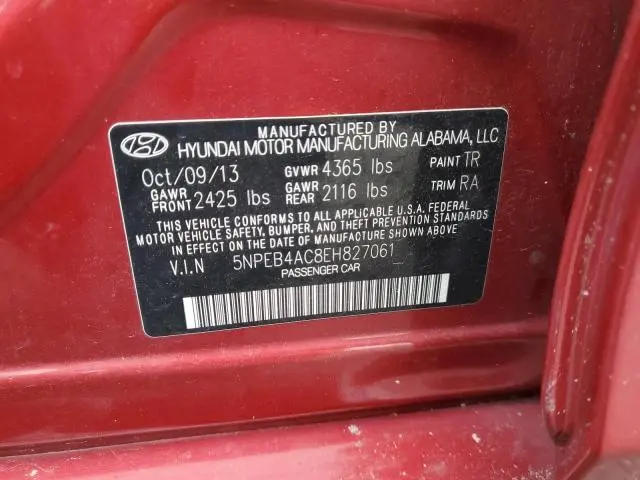 MANUFACTURED BY
HYUNDAI MOTOR MANUFACTURING ALABAMA, LLC
Oct/09/13 GVWR 4365 lbs PAINT TR
GAWR FRONT 2425 lbs GAWR REAR 2116 lbs TRIM RA
THIS VEHICLE CONFORMS TO ALL APPLICABLE U.S.A. FEDERAL
MOTOR VEHICLE SAFETY, BUMPER, AND THEFT PREVENTION STANDARDS
IN EFFECT ON THE DATE OF MANUFACTURE SHOWN ABOVE
V.I.N 5NPEB4AC8EH827061
PASSENGER CAR